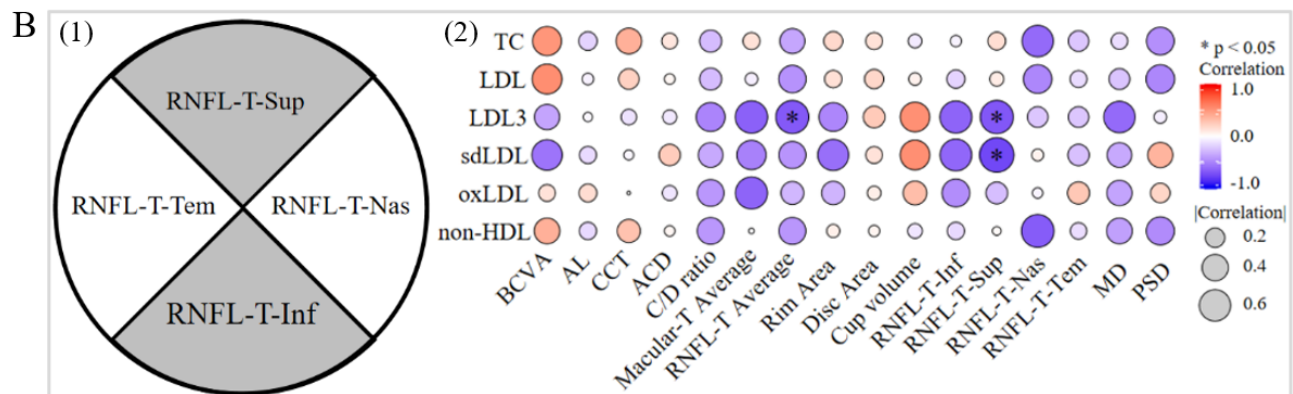 B (1)
RNFL-T-Sup
RNFL-T-Tem
RNFL-T-Nas
RNFL-T-Inf
(2)
TC
LDL
LDL3
sdLDL
oxLDL
non-HDL
*
*
*
BCVA
AL
CCT
ACD
C/D ratio
Macular-T Average
RNFL-T Average
Rim Area
Disc Area
Cup volume
RNFL-T-Inf
RNFL-T-Sup
RNFL-T-Nas
RNFL-T-Tem
MD
PSD
* p < 0.05
Correlation
1.0
0.0
-1.0
|Correlation|
0.2
0.4
0.6